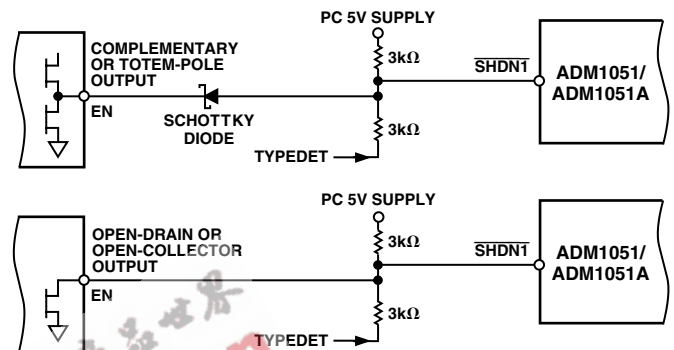 PC 5V SUPPLY
COMPLEMENTARY
OR TOTEM-POLE
OUTPUT
3kΩ
SHDN1
ADM1051/
ADM1051A
EN
SCHOTTKY
DIODE
3kΩ
TYPEDET
PC 5V SUPPLY
OPEN-DRAIN OR
OPEN-COLLECTOR
OUTPUT
3kΩ
SHDN1
ADM1051/
ADM1051A
EN
3kΩ
TYPEDET